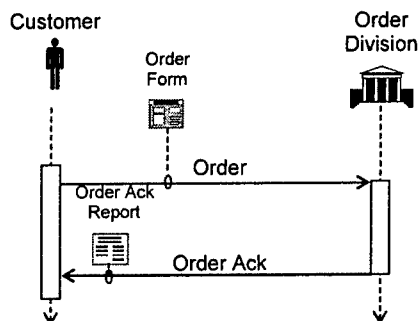 Customer
Order
Division
Order
Form
Order
Order Ack
Report
Order Ack